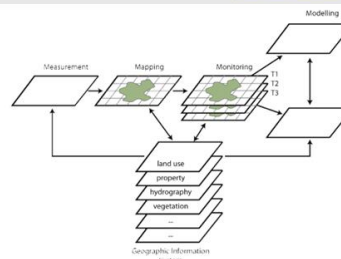 Modelling
Measurement
Mapping
Monitoring
T1
T2
T3
land use
property
hydrography
vegetation
...
...
Geographic Information